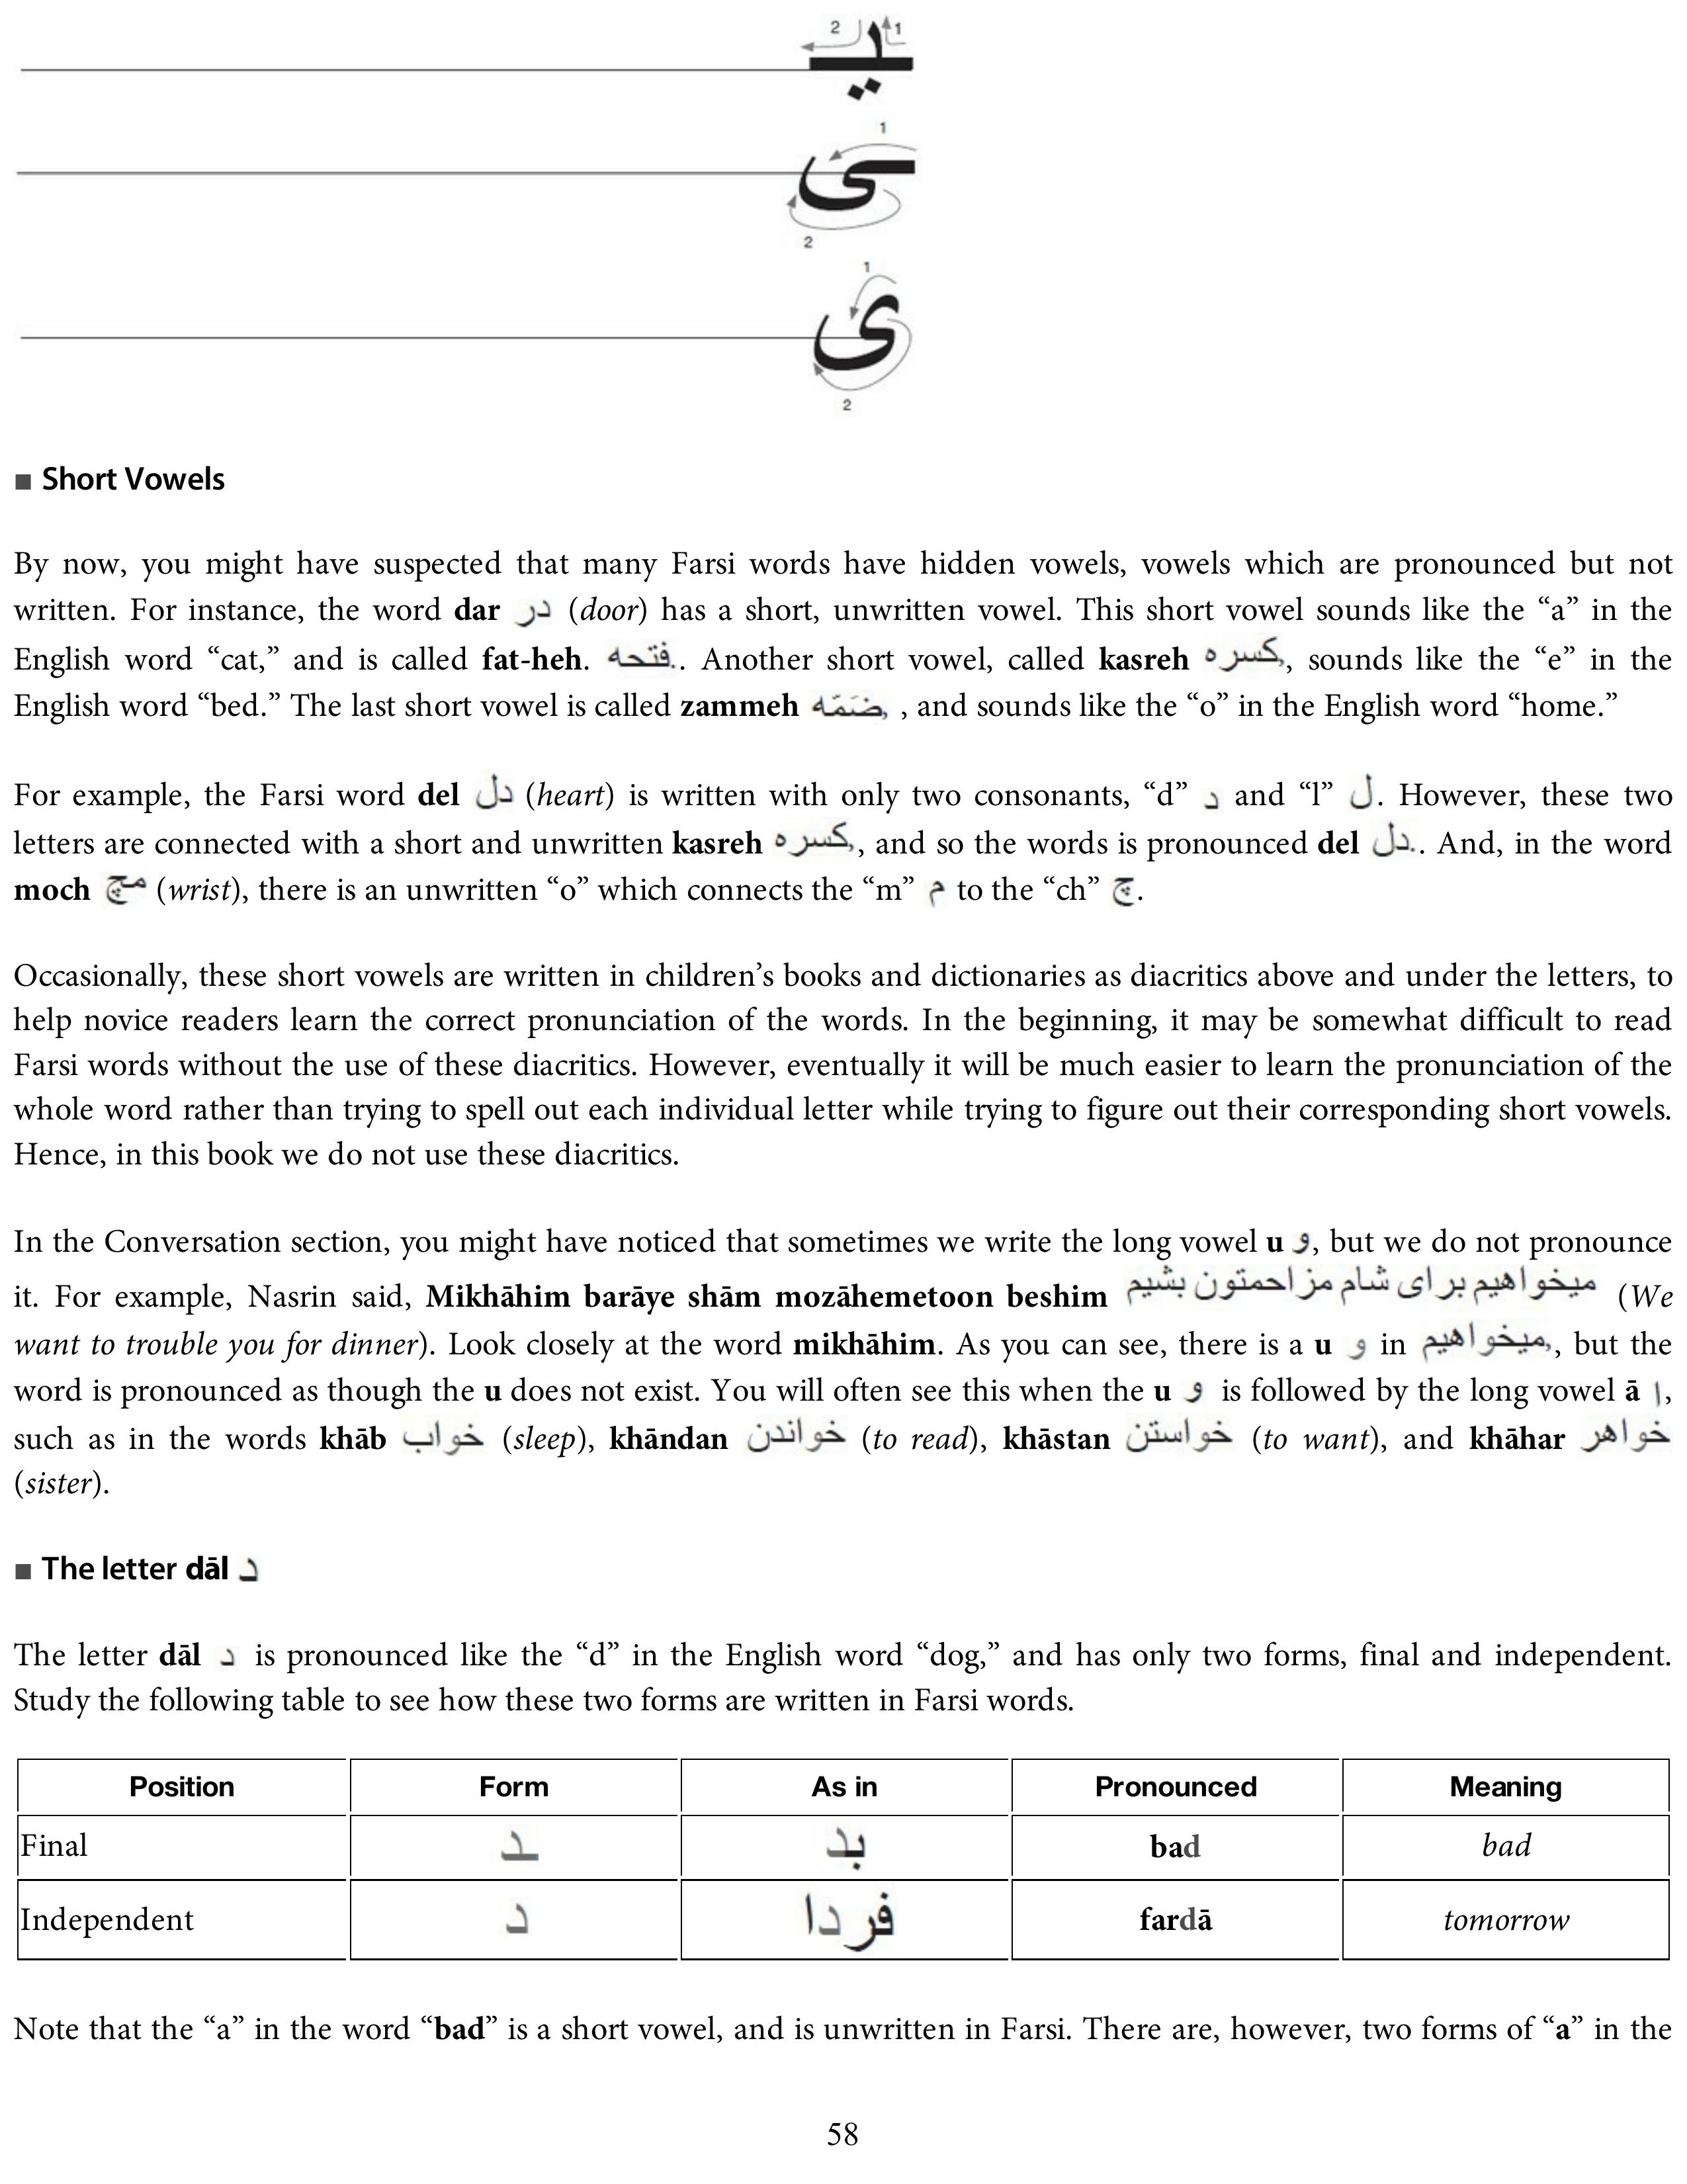 2 1
ﻴ
1
ﻰ
2
1
ی
2
■ Short Vowels
By now, you might have suspected that many Farsi words have hidden vowels, vowels which are pronounced but not
written. For instance, the word dar در (door) has a short, unwritten vowel. This short vowel sounds like the “a” in the
English word “cat,” and is called fat-heh. فتحه.. Another short vowel, called kasreh کسره,, sounds like the “e” in the
English word “bed.” The last short vowel is called zammeh ضَمّه, , and sounds like the “o” in the English word “home.”
For example, the Farsi word del دل (heart) is written with only two consonants, “d” د and “l” ل. However, these two
letters are connected with a short and unwritten kasreh کسره,, and so the words is pronounced del دل.. And, in the word
moch مچ (wrist), there is an unwritten “o” which connects the “m” م to the “ch” چ.
Occasionally, these short vowels are written in children’s books and dictionaries as diacritics above and under the letters, to
help novice readers learn the correct pronunciation of the words. In the beginning, it may be somewhat difficult to read
Farsi words without the use of these diacritics. However, eventually it will be much easier to learn the pronunciation of the
whole word rather than trying to spell out each individual letter while trying to figure out their corresponding short vowels.
Hence, in this book we do not use these diacritics.
In the Conversation section, you might have noticed that sometimes we write the long vowel u و, but we do not pronounce
it. For example, Nasrin said, Mikhāhim barāye shām mozāhemetoon beshim میخواهیم برای شام مزاحمتون بشیم (We
want to trouble you for dinner). Look closely at the word mikhāhim. As you can see, there is a u و in میخواهیم,, but the
word is pronounced as though the u does not exist. You will often see this when the u و is followed by the long vowel ā ا,
such as in the words khāb خواب (sleep), khāndan خواندن (to read), khāstan خواستن (to want), and khāhar خواهر
(sister).
■ The letter dāl د
The letter dāl د is pronounced like the “d” in the English word “dog,” and has only two forms, final and independent.
Study the following table to see how these two forms are written in Farsi words.
Position Form As in Pronounced Meaning
Final ـد بد bad bad
Independent د فردا fardā tomorrow
Note that the “a” in the word “bad” is a short vowel, and is unwritten in Farsi. There are, however, two forms of “a” in the
58